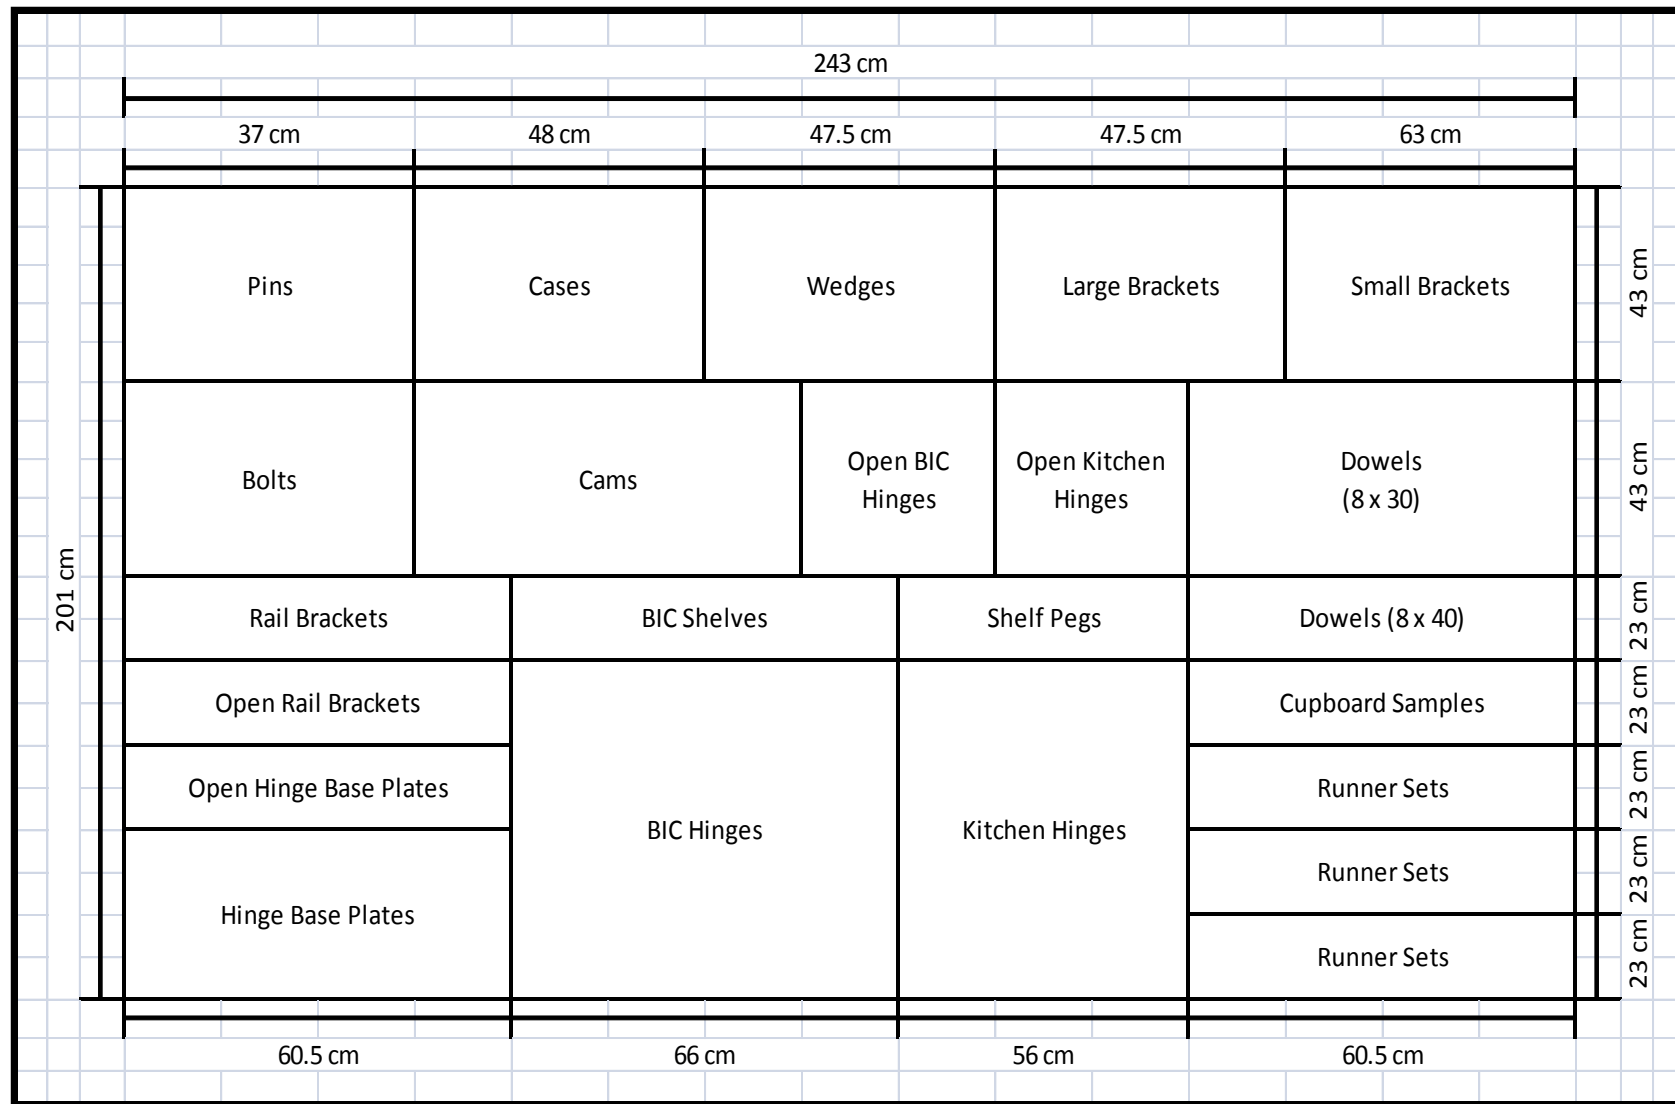 243 cm
37 cm
48 cm
47.5 cm
47.5 cm
63 cm
Pins
Cases
Wedges
Large Brackets
Small Brackets
43 cm
Bolts
Cams
Open BIC
Hinges
Open Kitchen
Hinges
Dowels
(8 x 30)
43 cm
201 cm
Rail Brackets
BIC Shelves
Shelf Pegs
Dowels (8 x 40)
23 cm
Open Rail Brackets
Cupboard Samples
23 cm
Open Hinge Base Plates
Runner Sets
23 cm
BIC Hinges
Kitchen Hinges
Runner Sets
23 cm
Hinge Base Plates
Runner Sets
23 cm
60.5 cm
66 cm
56 cm
60.5 cm